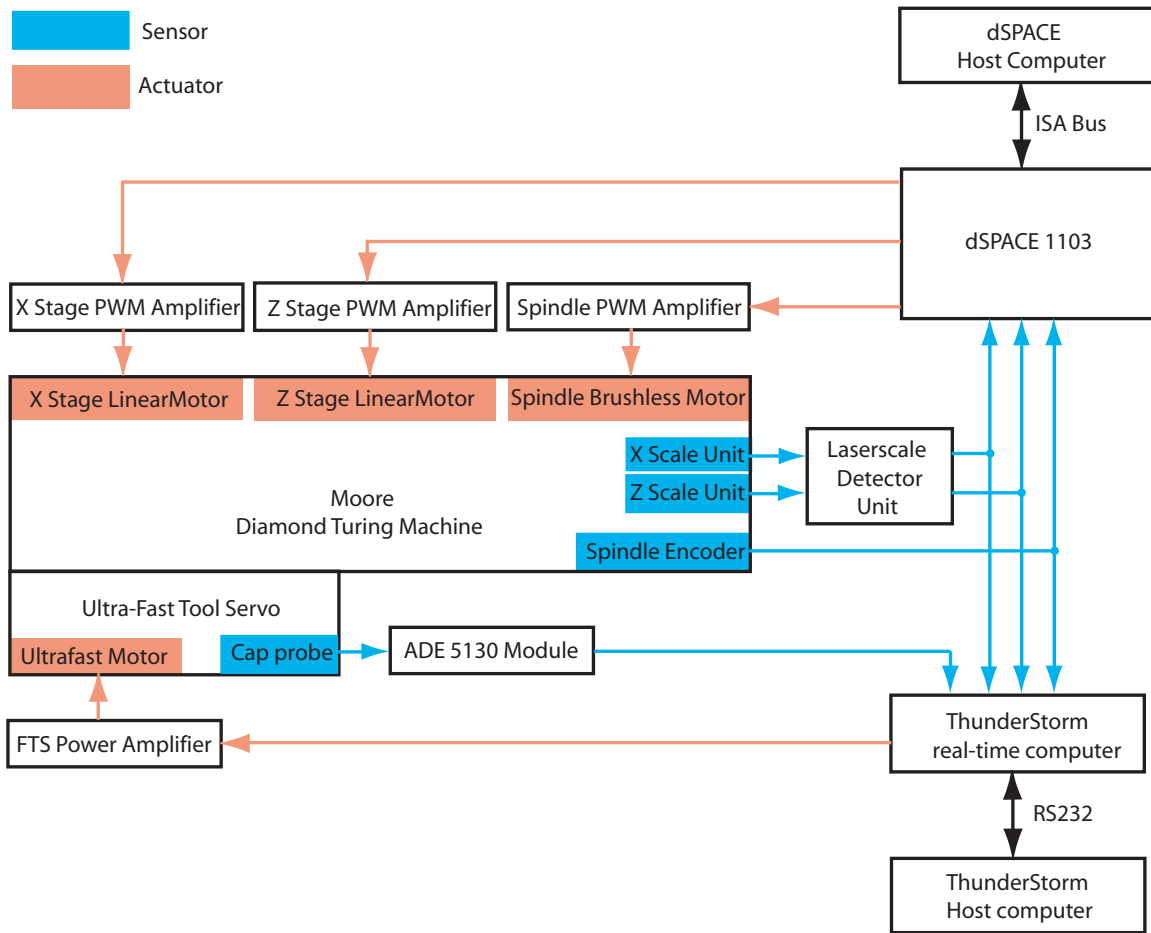 Sensor
Actuator
dSPACE
Host Computer
ISA Bus
dSPACE 1103
X Stage PWM Amplifier
Z Stage PWM Amplifier
Spindle PWM Amplifier
X Stage LinearMotor
Z Stage LinearMotor
Spindle Brushless Motor
X Scale Unit
Z Scale Unit
Laserscale
Detector
Unit
Moore
Diamond Turing Machine
Spindle Encoder
Ultra-Fast Tool Servo
Ultrafast Motor
Cap probe
ADE 5130 Module
FTS Power Amplifier
ThunderStorm
real-time computer
RS232
ThunderStorm
Host computer